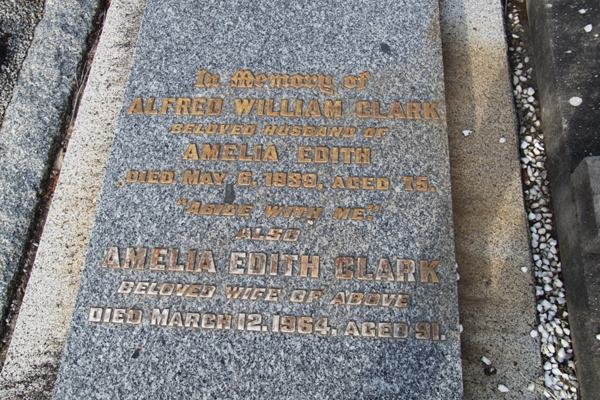 In Memory of
ALFRED WILLIAM CLARK
BELOVED HUSBAND OF
AMELIA EDITH
DIED MAY 6, 1939, AGED 75.
"ABIDE WITH ME."
ALSO
AMELIA EDITH CLARK
BELOVED WIFE OF ABOVE
DIED MARCH 12, 1964, AGED 91.